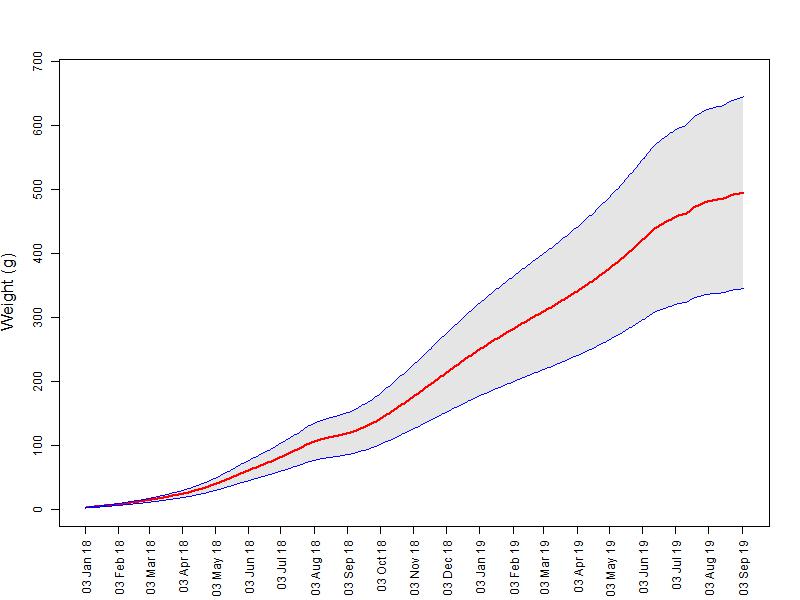 700
600
500
400
300
200
100
0
Weight (g)
03 Jan 18
03 Feb 18
03 Mar 18
03 Apr 18
03 May 18
03 Jun 18
03 Jul 18
03 Aug 18
03 Sep 18
03 Oct 18
03 Nov 18
03 Dec 18
03 Jan 19
03 Feb 19
03 Mar 19
03 Apr 19
03 May 19
03 Jun 19
03 Jul 19
03 Aug 19
03 Sep 19